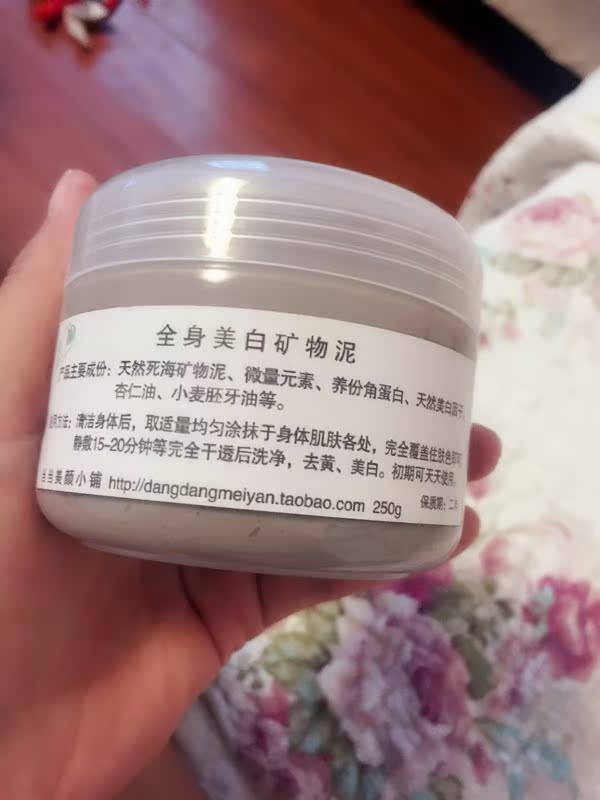 全身美白矿物泥
产品主要成份：天然死海矿物泥、微量元素、养份角蛋白、天然美白因子、
杏仁油、小麦胚牙油等。
使用方法：清洁身体后，取适量均匀涂抹于身体肌肤各处，完全覆盖住肤色即可
静敷15-20分钟等完全干透后洗净，去黄、美白。初期可天天使用。
当当美颜小铺 http://dangdangmeiyan.taobao.com 250g 保质期：二